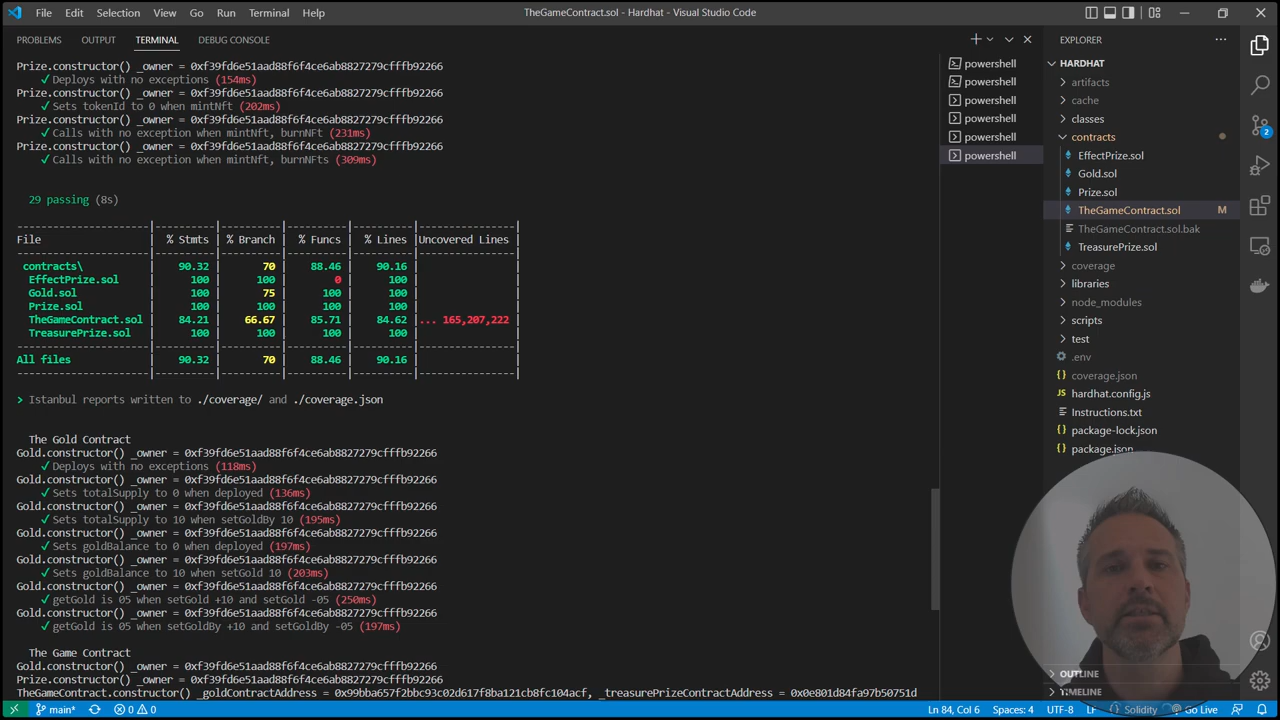 File Edit Selection View Go Run Terminal Help TheGameContract.sol - Hardhat - Visual Studio Code
PROBLEMS OUTPUT TERMINAL DEBUG CONSOLE
Prize.constructor() _owner = 0xf39fd6e51aad88f6f4ce6ab8827279cfffb92266
✓ Deploys with no exceptions (154ms)
Prize.constructor() _owner = 0xf39fd6e51aad88f6f4ce6ab8827279cfffb92266
✓ Sets tokenId to 0 when mintNft (202ms)
Prize.constructor() _owner = 0xf39fd6e51aad88f6f4ce6ab8827279cfffb92266
✓ Calls with no exception when mintNft, burnNFt (231ms)
Prize.constructor() _owner = 0xf39fd6e51aad88f6f4ce6ab8827279cfffb92266
✓ Calls with no exception when mintNft, burnNFts (309ms)
29 passing (8s)
File | % Stmts | % Branch | % Funcs | % Lines |Uncovered Lines |
contracts\ | 90.32 | 70 | 88.46 | 90.16 | |
EffectPrize.sol | 100 | 100 | 0 | 100 | |
Gold.sol | 100 | 75 | 100 | 100 | |
Prize.sol | 100 | 100 | 100 | 100 | |
TheGameContract.sol | 84.21 | 66.67 | 85.71 | 84.62 |... 165,207,222 |
TreasurePrize.sol | 100 | 100 | 100 | 100 | |
All files | 90.32 | 70 | 88.46 | 90.16 | |
> Istanbul reports written to ./coverage/ and ./coverage.json
The Gold Contract
Gold.constructor() _owner = 0xf39fd6e51aad88f6f4ce6ab8827279cfffb92266
✓ Deploys with no exceptions (118ms)
Gold.constructor() _owner = 0xf39fd6e51aad88f6f4ce6ab8827279cfffb92266
✓ Sets totalSupply to 0 when deployed (136ms)
Gold.constructor() _owner = 0xf39fd6e51aad88f6f4ce6ab8827279cfffb92266
✓ Sets totalSupply to 10 when setGoldBy 10 (195ms)
Gold.constructor() _owner = 0xf39fd6e51aad88f6f4ce6ab8827279cfffb92266
✓ Sets goldBalance to 0 when deployed (197ms)
Gold.constructor() _owner = 0xf39fd6e51aad88f6f4ce6ab8827279cfffb92266
✓ Sets goldBalance to 10 when setGold 10 (203ms)
Gold.constructor() _owner = 0xf39fd6e51aad88f6f4ce6ab8827279cfffb92266
✓ getGold is 05 when setGold +10 and setGold -05 (250ms)
Gold.constructor() _owner = 0xf39fd6e51aad88f6f4ce6ab8827279cfffb92266
✓ getGold is 05 when setGoldBy +10 and setGoldBy -05 (197ms)
The Game Contract
Gold.constructor() _owner = 0xf39fd6e51aad88f6f4ce6ab8827279cfffb92266
Prize.constructor() _owner = 0xf39fd6e51aad88f6f4ce6ab8827279cfffb92266
TheGameContract.constructor() _goldContractAddress = 0x99bba657f2bbc93c02d617f8ba121cb8fc104acf, _treasurePrizeContractAddress = 0x0e801d84fa97b50751d
powershell
powershell
powershell
powershell
powershell
powershell
EXPLORER
HARDHAT
artifacts
cache
classes
contracts
EffectPrize.sol
Gold.sol
Prize.sol
TheGameContract.sol M
TheGameContract.sol.bak
TreasurePrize.sol
coverage
libraries
node_modules
scripts
test
.env
coverage.json
hardhat.config.js
Instructions.txt
package-lock.json
package.json
OUTLINE
TIMELINE
2
main* 0 0 Ln 84, Col 6 Spaces: 4 UTF-8 LF Solidity Go Live